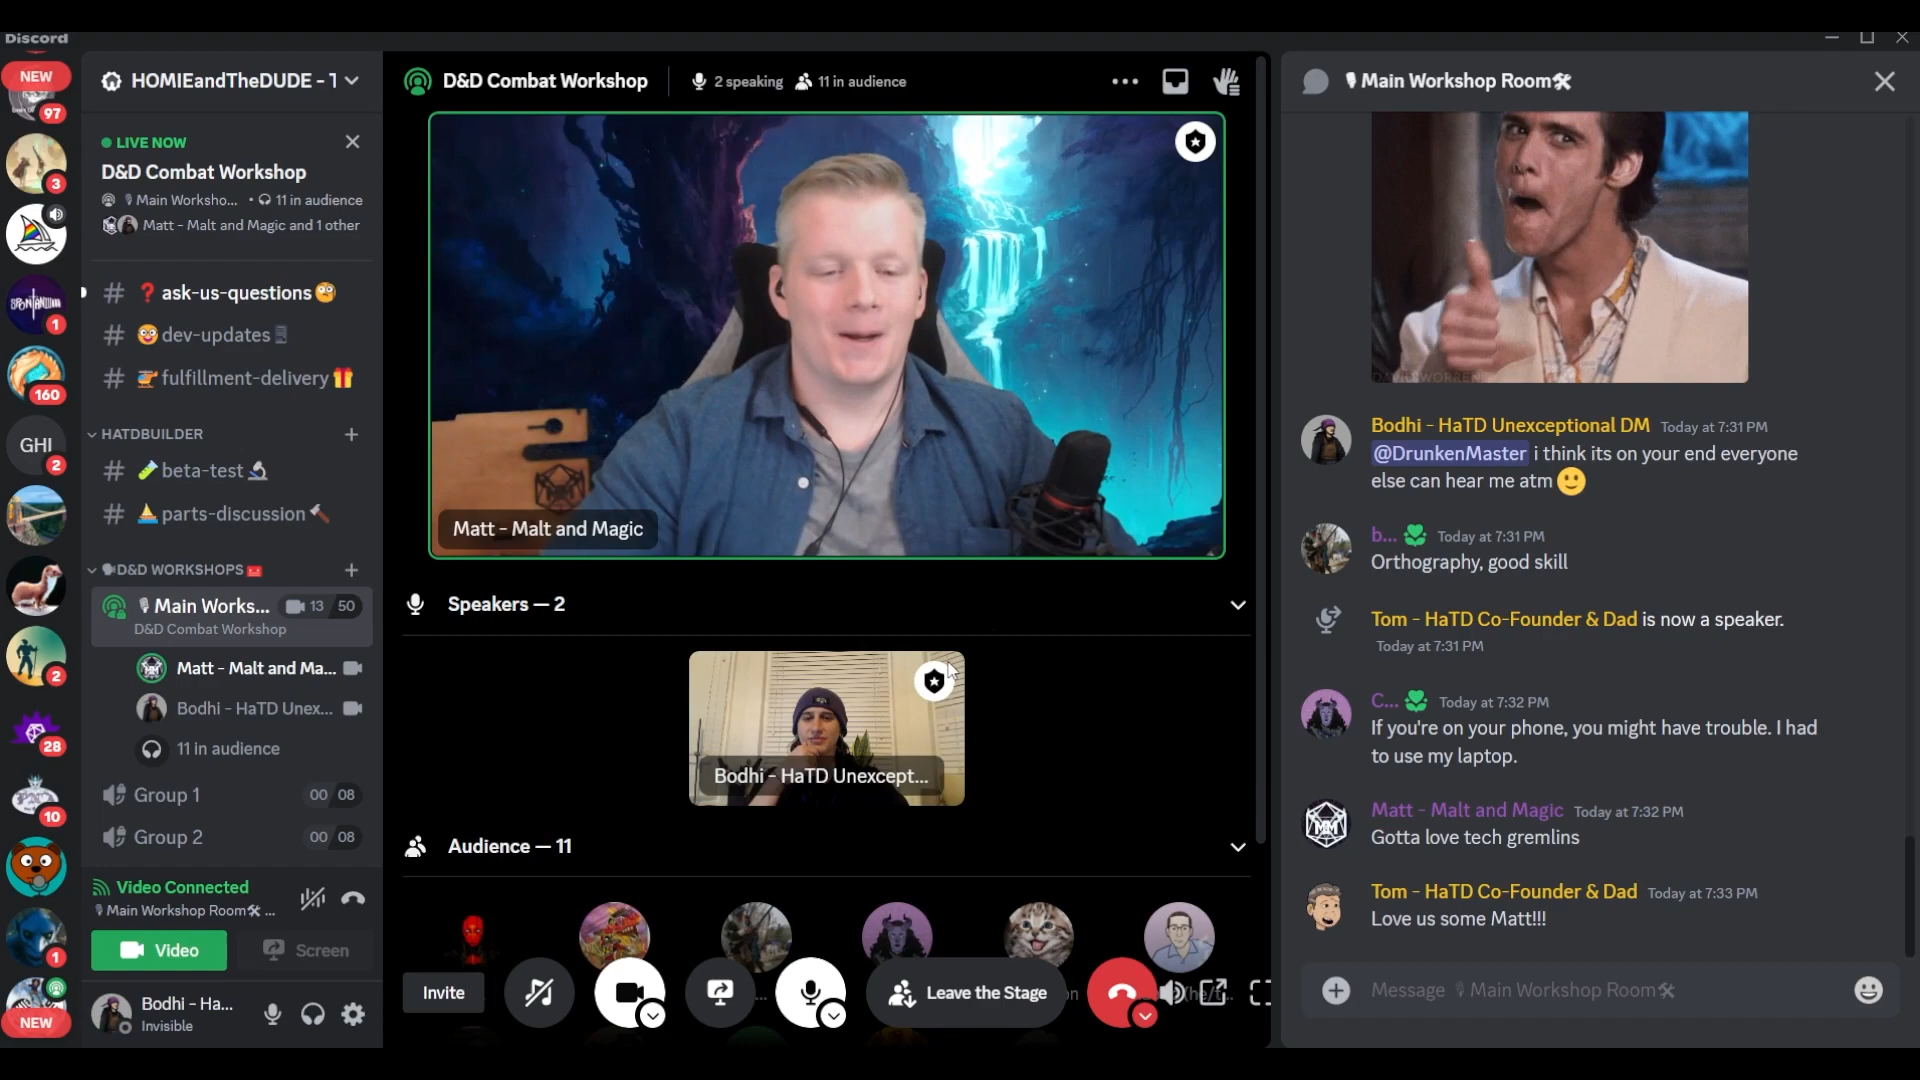 Discord
NEW
97
3
1
160
GHI
2
2
28
10
1
NEW
HOMIEandTheDUDE - T
LIVE NOW
D&D Combat Workshop
Main Worksho... • 11 in audience
Matt - Malt and Magic and 1 other
# ❓ask-us-questions🧐
# dev-updates
# fulfillment-delivery🎁
HATDBUILDER
# 🧪beta-test🔬
# ⛵parts-discussion🔨
D&D WORKSHOPS
Main Works... 13 50
D&D Combat Workshop
Matt - Malt and Ma...
Bodhi - HaTD Unex...
11 in audience
Group 1 00 08
Group 2 00 08
Video Connected
Main Workshop Room🛠 ...
Video Screen
Bodhi - Ha...
Invisible
D&D Combat Workshop 2 speaking 11 in audience
Matt - Malt and Magic
Speakers — 2
Bodhi - HaTD Unexcept...
Audience — 11
Invite
Leave the Stage
🎙Main Workshop Room🛠
Bodhi - HaTD Unexceptional DM Today at 7:31 PM
@DrunkenMaster i think its on your end everyone
else can hear me atm 🙂
b... Today at 7:31 PM
Orthography, good skill
Tom - HaTD Co-Founder & Dad is now a speaker.
Today at 7:31 PM
C... Today at 7:32 PM
If you're on your phone, you might have trouble. I had
to use my laptop.
Matt - Malt and Magic Today at 7:32 PM
Gotta love tech gremlins
Tom - HaTD Co-Founder & Dad Today at 7:33 PM
Love us some Matt!!!
Message 🎙Main Workshop Room🛠